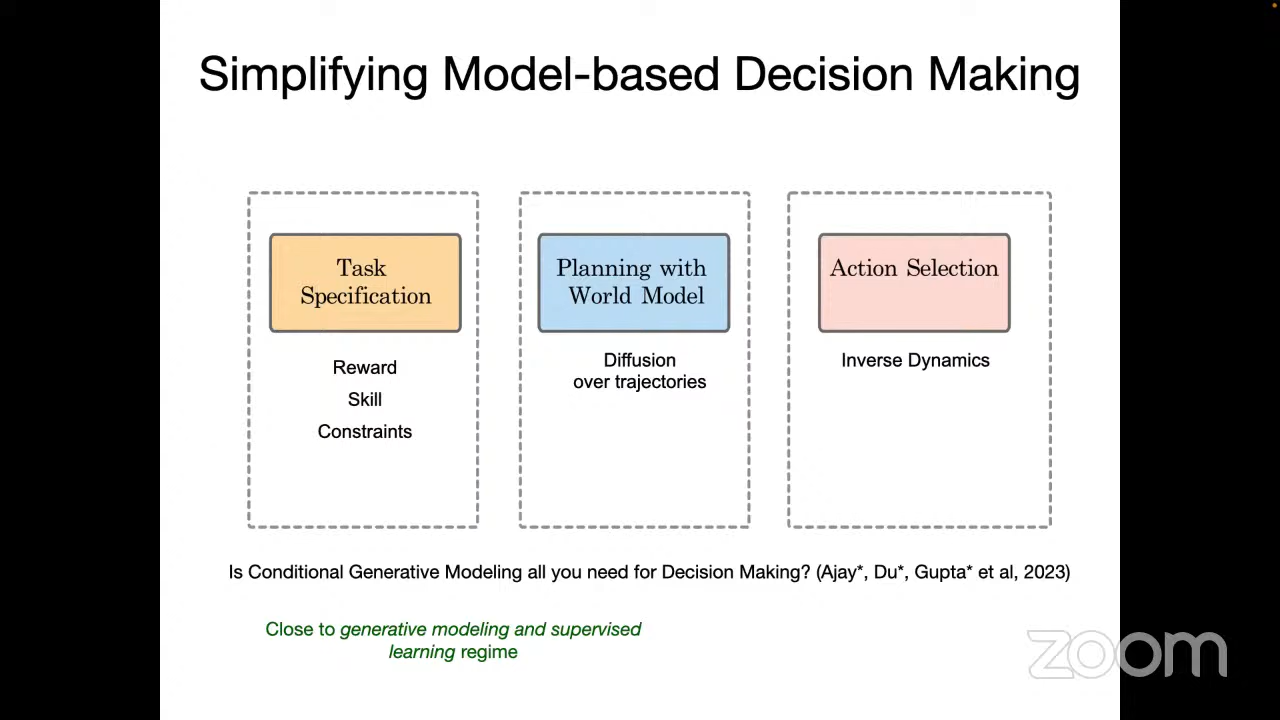 Simplifying Model-based Decision Making
Task
Specification
Reward
Skill
Constraints
Planning with
World Model
Diffusion
over trajectories
Action Selection
Inverse Dynamics
Is Conditional Generative Modeling all you need for Decision Making? (Ajay*, Du*, Gupta* et al, 2023)
Close to generative modeling and supervised
learning regime
zoom